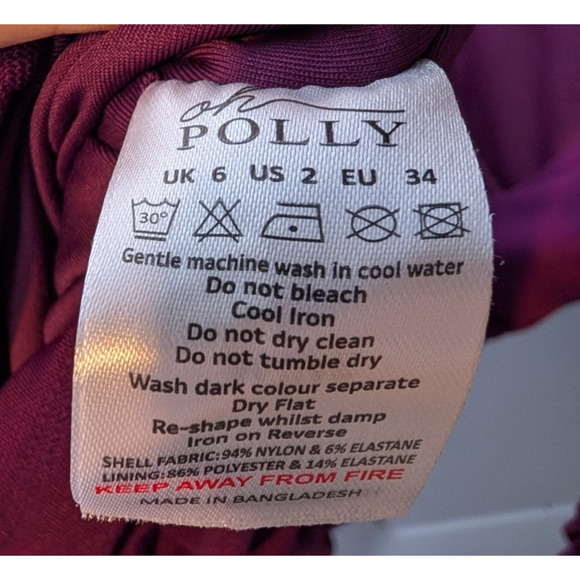 oh
POLLY
UK 6 US 2 EU 34
30°
Gentle machine wash in cool water
Do not bleach
Cool Iron
Do not dry clean
Do not tumble dry
Wash dark colour separate
Dry Flat
Re-shape whilst damp
Iron on Reverse
SHELL FABRIC:94% NYLON & 6% ELASTANE
LINING:86% POLYESTER & 14% ELASTANE
KEEP AWAY FROM FIRE
MADE IN BANGLADESH